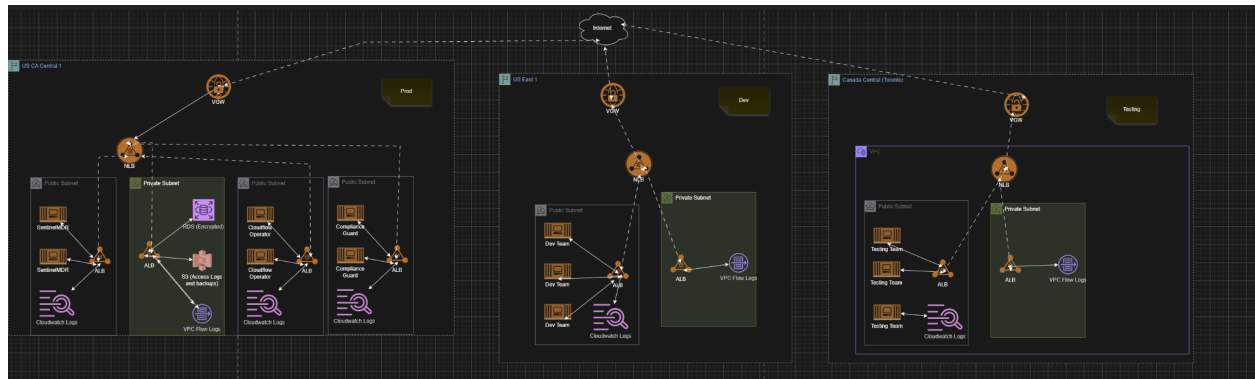 Internet
US CA Central 1
VGW
Prod
NLB
Public Subnet
SentinelMDR
SentinelMDR
ALB
Cloudwatch Logs
Private Subnet
RDS (Encrypted)
ALB
S3 (Access Logs
and backups)
VPC Flow Logs
Public Subnet
Cloudflow
Operator
Cloudflow
Operator
ALB
Cloudwatch Logs
Public Subnet
Compliance
Guard
Compliance
Guard
ALB
Cloudwatch Logs
US East 1
VGW
Dev
NLB
Public Subnet
Dev Team
Dev Team
Dev Team
ALB
Cloudwatch Logs
Private Subnet
ALB
VPC Flow Logs
Canada Central (Toronto)
VGW
Testing
VPC
NLB
Public Subnet
Testing Team
Testing Team
Testing Team
ALB
Cloudwatch Logs
Private Subnet
ALB
VPC Flow Logs